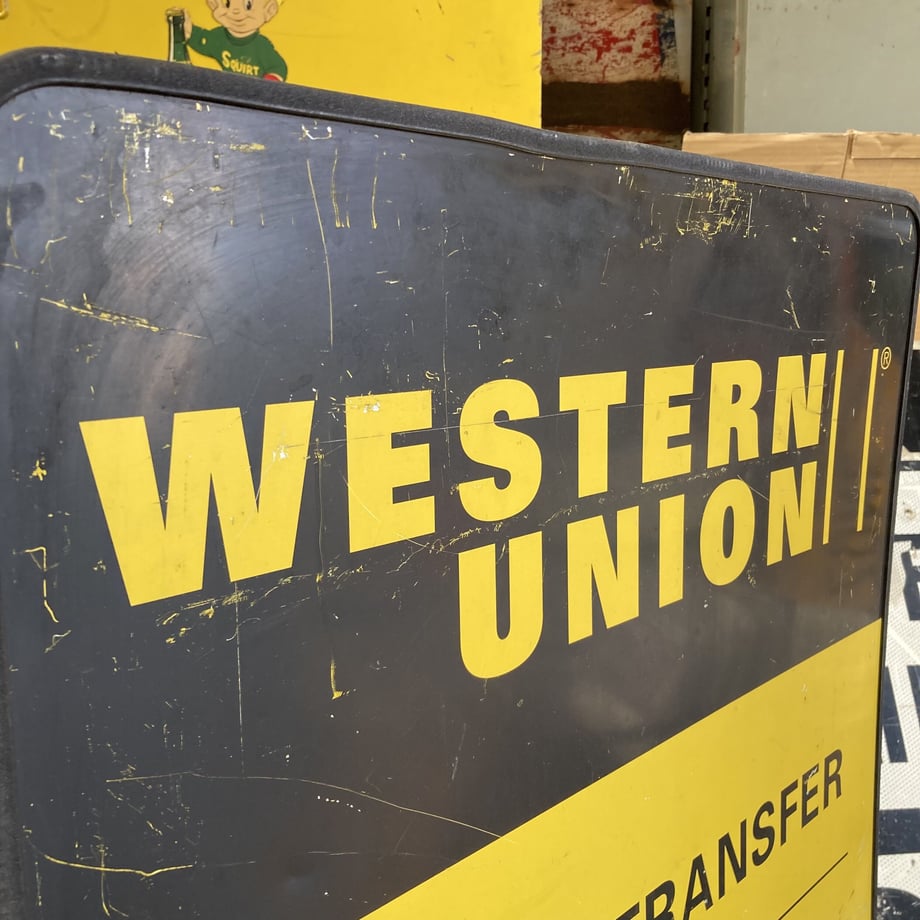 SQUIRT
WESTERN
UNION
®
TRANSFER